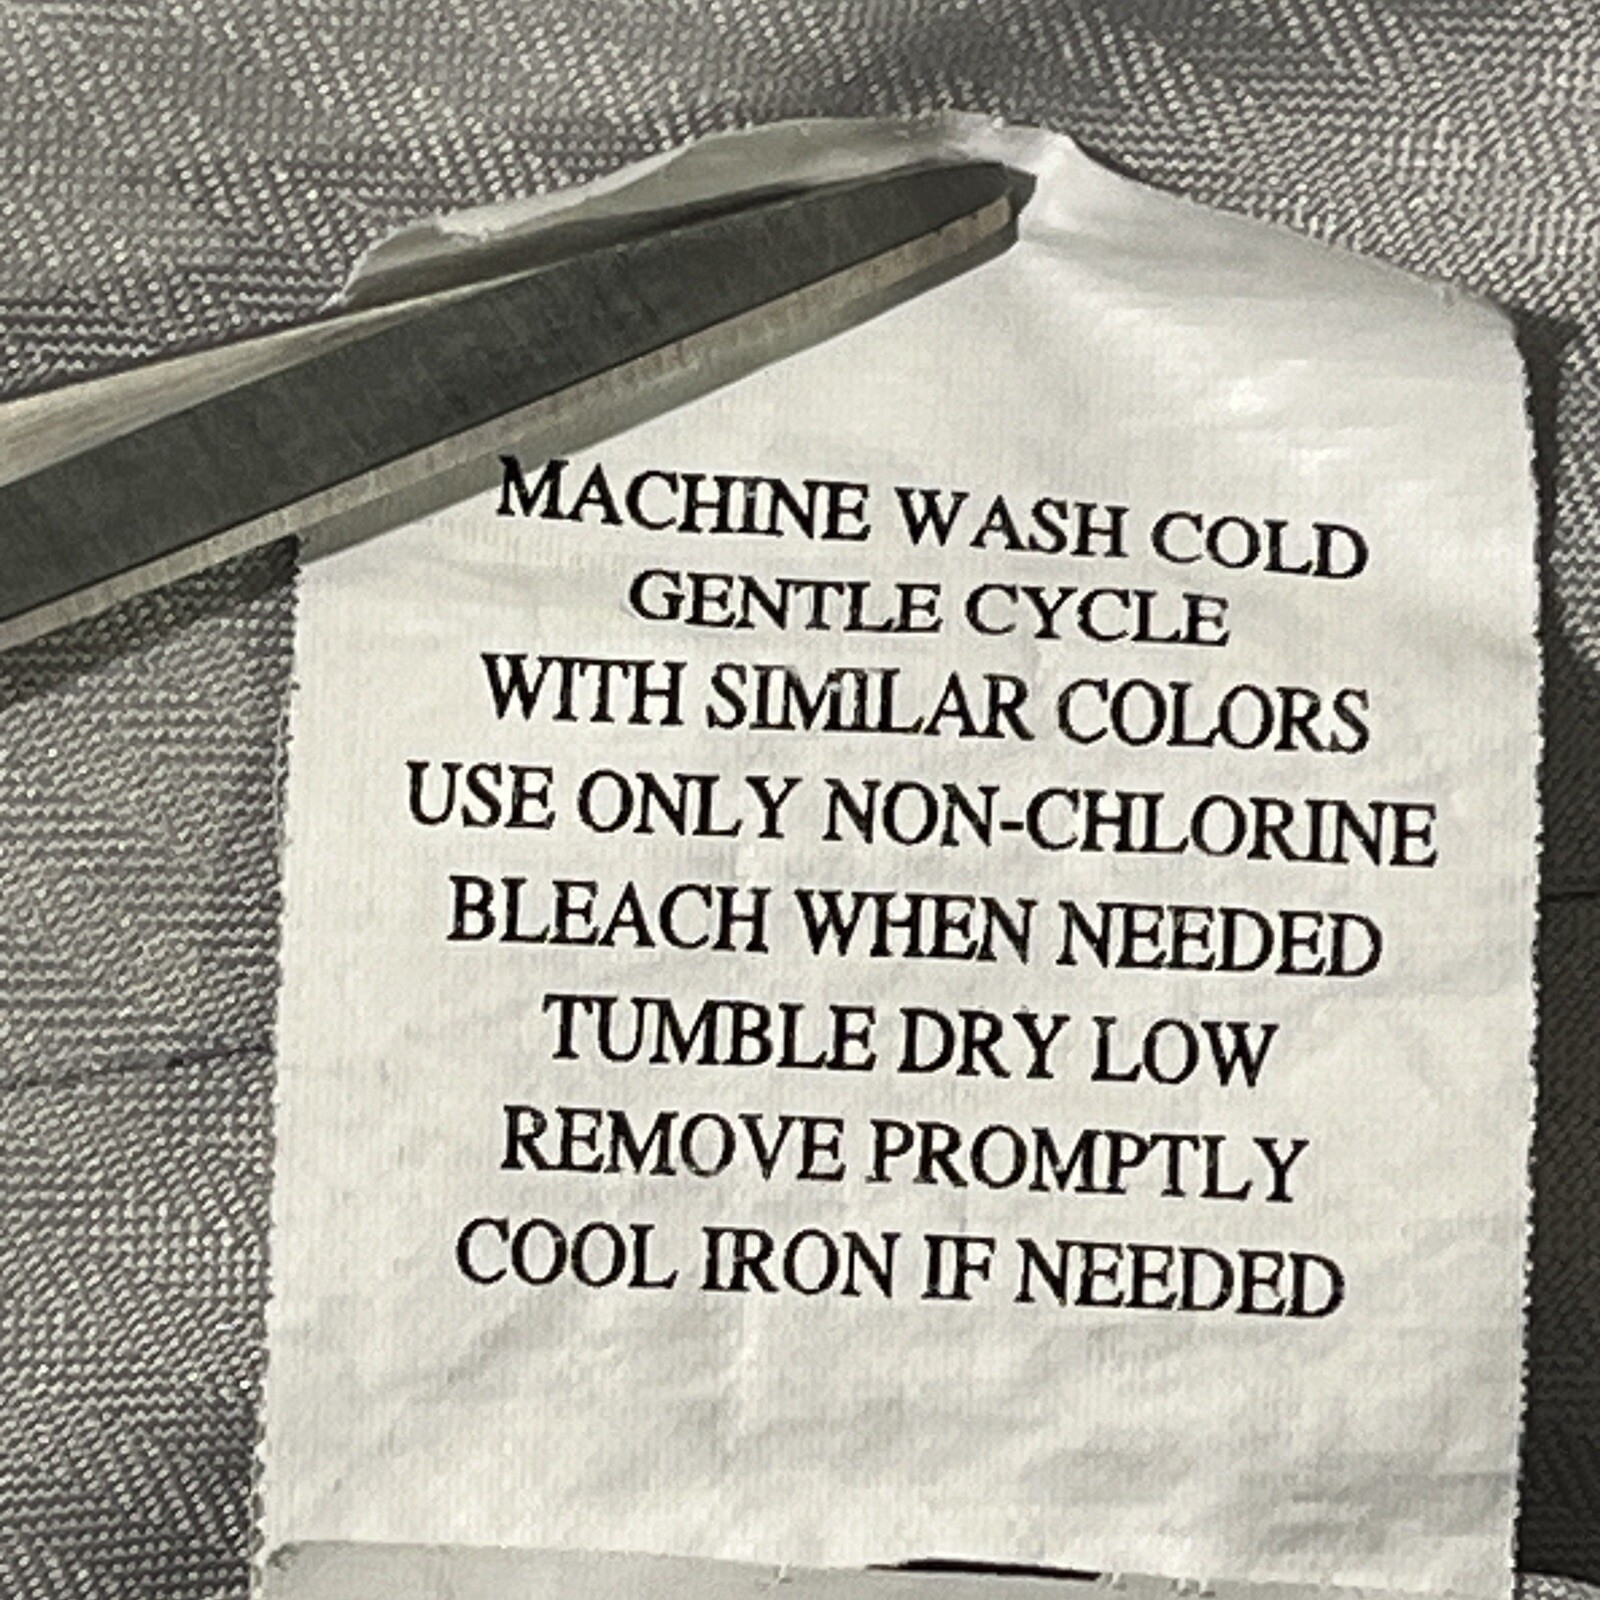 MACHINE WASH COLD
GENTLE CYCLE
WITH SIMILAR COLORS
USE ONLY NON-CHLORINE
BLEACH WHEN NEEDED
TUMBLE DRY LOW
REMOVE PROMPTLY
COOL IRON IF NEEDED